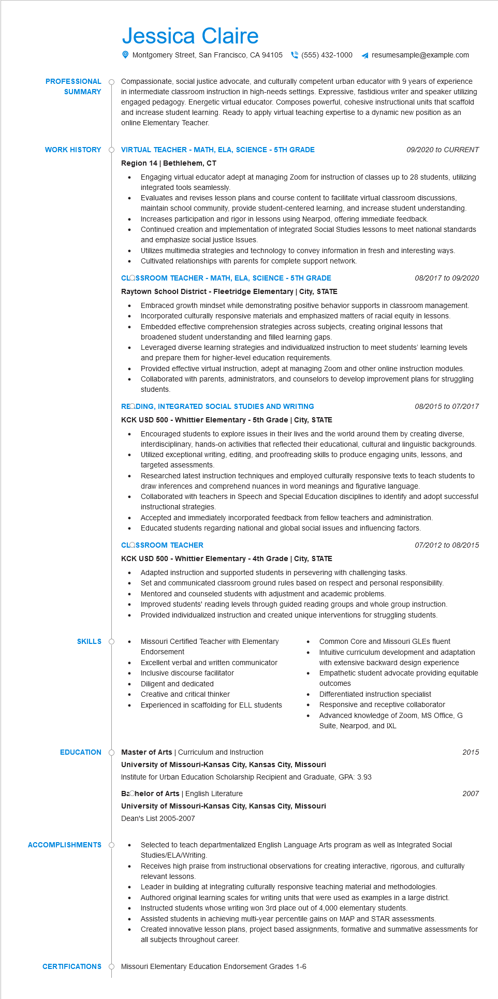 Jessica Claire
Montgomery Street, San Francisco, CA 94105 (555) 432-1000 resumesample@example.com
PROFESSIONAL SUMMARY
Compassionate, social justice advocate, and culturally competent urban educator with 9 years of experience
in intermediate classroom instruction in high-needs settings. Expressive, fastidious writer and speaker utilizing
engaged pedagogy. Energetic virtual educator. Composes powerful, cohesive instructional units that scaffold
and increase student learning. Ready to apply virtual teaching expertise to a dynamic new position as an
online Elementary Teacher.
WORK HISTORY
VIRTUAL TEACHER - MATH, ELA, SCIENCE - 5TH GRADE 09/2020 to CURRENT
Region 14 | Bethlehem, CT
• Engaging virtual educator adept at managing Zoom for instruction of classes up to 28 students, utilizing
integrated tools seamlessly.
• Evaluates and revises lesson plans and course content to facilitate virtual classroom discussions,
maintain school community, provide student-centered learning, and increase student understanding.
• Increases participation and rigor in lessons using Nearpod, offering immediate feedback.
• Continued creation and implementation of integrated Social Studies lessons to meet national standards
and emphasize social justice Issues.
• Utilizes multimedia strategies and technology to convey information in fresh and interesting ways.
• Cultivated relationships with parents for complete support network.
CLASSROOM TEACHER - MATH, ELA, SCIENCE - 5TH GRADE 08/2017 to 09/2020
Raytown School District - Fleetridge Elementary | City, STATE
• Embraced growth mindset while demonstrating positive behavior supports in classroom management.
• Incorporated culturally responsive materials and emphasized matters of racial equity in lessons.
• Embedded effective comprehension strategies across subjects, creating original lessons that
broadened student understanding and filled learning gaps.
• Leveraged diverse learning strategies and individualized instruction to meet students’ learning levels
and prepare them for higher-level education requirements.
• Provided effective virtual instruction, adept at managing Zoom and other online instruction modules.
• Collaborated with parents, administrators, and counselors to develop improvement plans for struggling
students.
READING, INTEGRATED SOCIAL STUDIES AND WRITING 08/2015 to 07/2017
KCK USD 500 - Whittier Elementary - 5th Grade | City, STATE
• Encouraged students to explore issues in their lives and the world around them by creating diverse,
interdisciplinary, hands-on activities that reflected their educational, cultural and linguistic backgrounds.
• Utilized exceptional writing, editing, and proofreading skills to produce engaging units, lessons, and
targeted assessments.
• Researched latest instruction techniques and employed culturally responsive texts to teach students to
draw inferences and comprehend nuances in word meanings and figurative language.
• Collaborated with teachers in Speech and Special Education disciplines to identify and adopt successful
instructional strategies.
• Accepted and immediately incorporated feedback from fellow teachers and administration.
• Educated students regarding national and global social issues and influencing factors.
CLASSROOM TEACHER 07/2012 to 08/2015
KCK USD 500 - Whittier Elementary - 4th Grade | City, STATE
• Adapted instruction and supported students in persevering with challenging tasks.
• Set and communicated classroom ground rules based on respect and personal responsibility.
• Mentored and counseled students with adjustment and academic problems.
• Improved students' reading levels through guided reading groups and whole group instruction.
• Provided individualized instruction and created unique interventions for struggling students.
SKILLS
• Missouri Certified Teacher with Elementary
Endorsement
• Excellent verbal and written communicator
• Inclusive discourse facilitator
• Diligent and dedicated
• Creative and critical thinker
• Experienced in scaffolding for ELL students
• Common Core and Missouri GLEs fluent
• Intuitive curriculum development and adaptation
with extensive backward design experience
• Empathetic student advocate providing equitable
outcomes
• Differentiated instruction specialist
• Responsive and receptive collaborator
• Advanced knowledge of Zoom, MS Office, G
Suite, Nearpod, and IXL
EDUCATION
Master of Arts | Curriculum and Instruction 2015
University of Missouri-Kansas City, Kansas City, Missouri
Institute for Urban Education Scholarship Recipient and Graduate, GPA: 3.93
Bachelor of Arts | English Literature 2007
University of Missouri-Kansas City, Kansas City, Missouri
Dean's List 2005-2007
ACCOMPLISHMENTS
• Selected to teach departmentalized English Language Arts program as well as Integrated Social
Studies/ELA/Writing.
• Receives high praise from instructional observations for creating interactive, rigorous, and culturally
relevant lessons.
• Leader in building at integrating culturally responsive teaching material and methodologies.
• Authored original learning scales for writing units that were used as examples in a large district.
• Instructed students whose writing won 3rd place out of 4,000 elementary students.
• Assisted students in achieving multi-year percentile gains on MAP and STAR assessments.
• Created innovative lesson plans, project based assignments, formative and summative assessments for
all subjects throughout career.
CERTIFICATIONS
Missouri Elementary Education Endorsement Grades 1-6